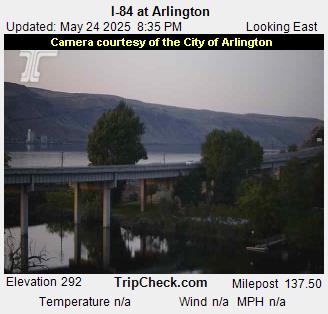 I-84 at Arlington
Updated: May 24 2025 8:35 PM Looking East
Camera courtesy of the City of Arlington
Elevation 292 TripCheck.com Milepost 137.50
Temperature n/a Wind n/a MPH n/a